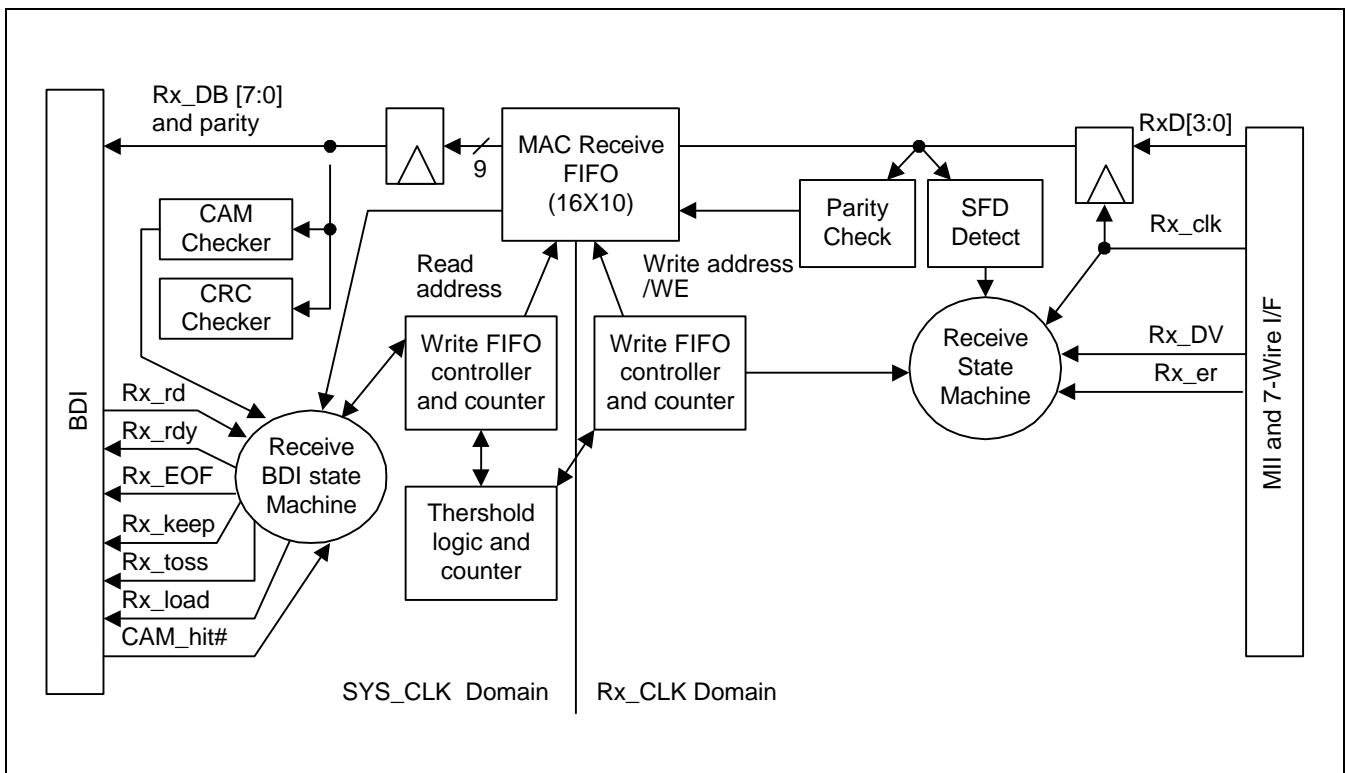 Rx_DB [7:0]
and parity
9
MAC Receive
FIFO
(16X10)
RxD[3:0]
CAM
Checker
Parity
Check
SFD
Detect
Rx_clk
CRC
Checker
Read
address
Write address
/WE
Write FIFO
controller
and counter
Write FIFO
controller
and counter
Receive
State
Machine
Rx_DV
Rx_er
BDI
MII and 7-Wire I/F
Rx_rd
Rx_rdy
Rx_EOF
Rx_keep
Rx_toss
Rx_load
CAM_hit#
Receive
BDI state
Machine
Thershold
logic and
counter
SYS_CLK Domain
Rx_CLK Domain